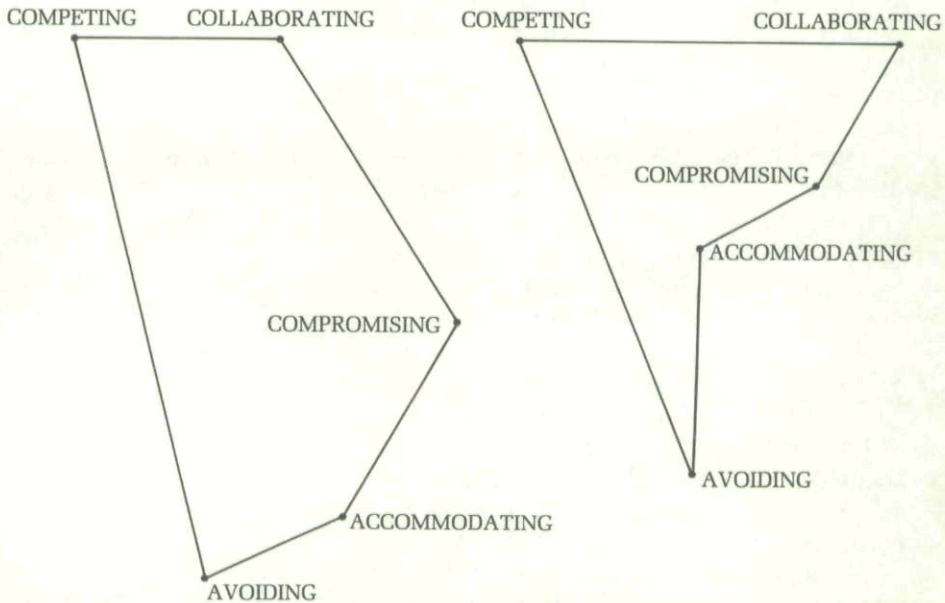 COMPETING
COLLABORATING
COMPROMISING
ACCOMMODATING
AVOIDING
COMPETING
COLLABORATING
COMPROMISING
ACCOMMODATING
AVOIDING